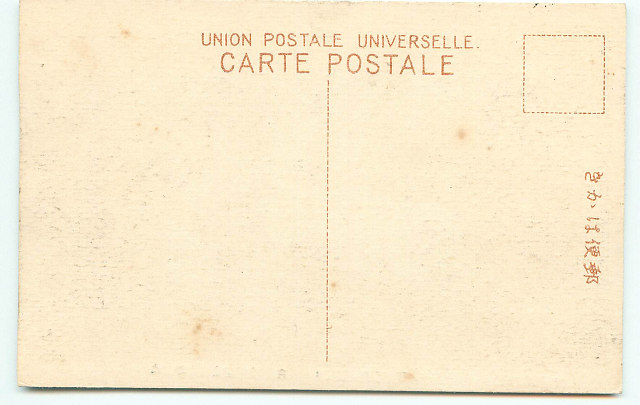 UNION POSTALE UNIVERSELLE.
CARTE POSTALE
郵便はかき